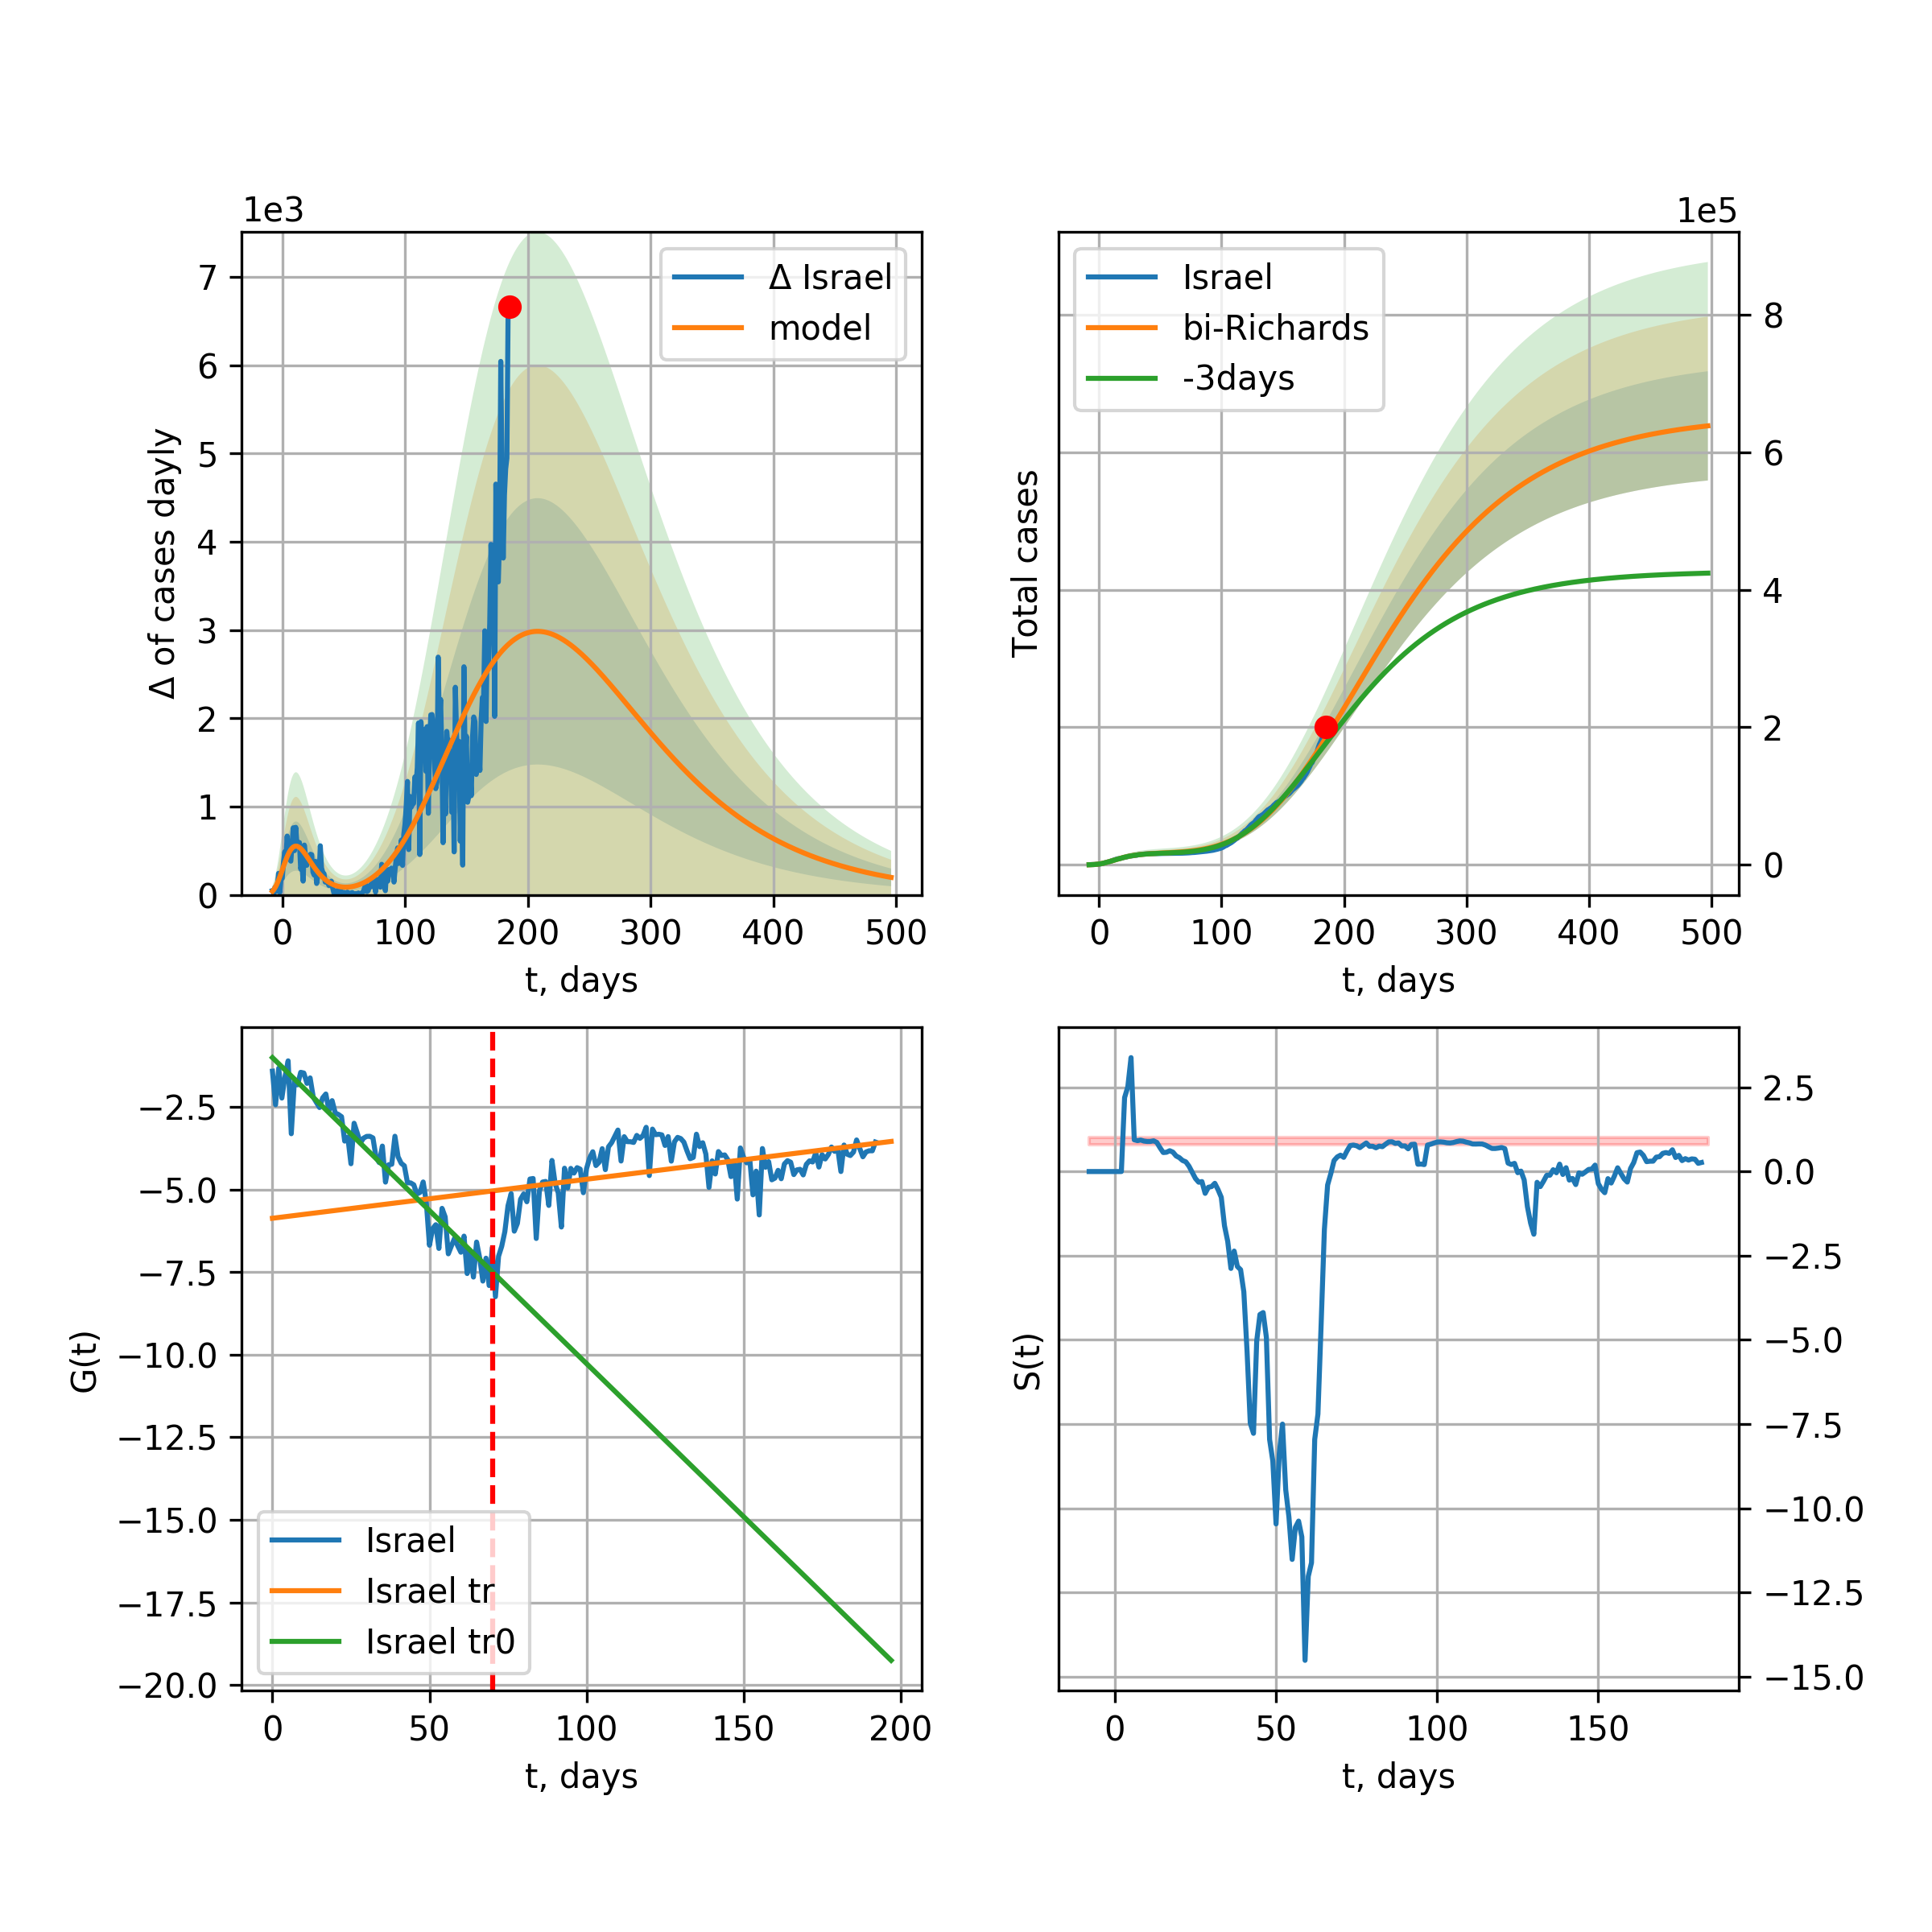 1e3
Δ of cases dayly
7
6
5
4
3
2
1
0
Δ Israel
model
0 100 200 300 400 500
t, days
1e5
Total cases
Israel
bi-Richards
-3days
8
6
4
2
0
0 100 200 300 400 500
t, days
G(t)
−2.5
−5.0
−7.5
−10.0
−12.5
−15.0
−17.5
−20.0
Israel
Israel tr
Israel tr0
0 50 100 150 200
t, days
S(t)
2.5
0.0
−2.5
−5.0
−7.5
−10.0
−12.5
−15.0
0 50 100 150
t, days